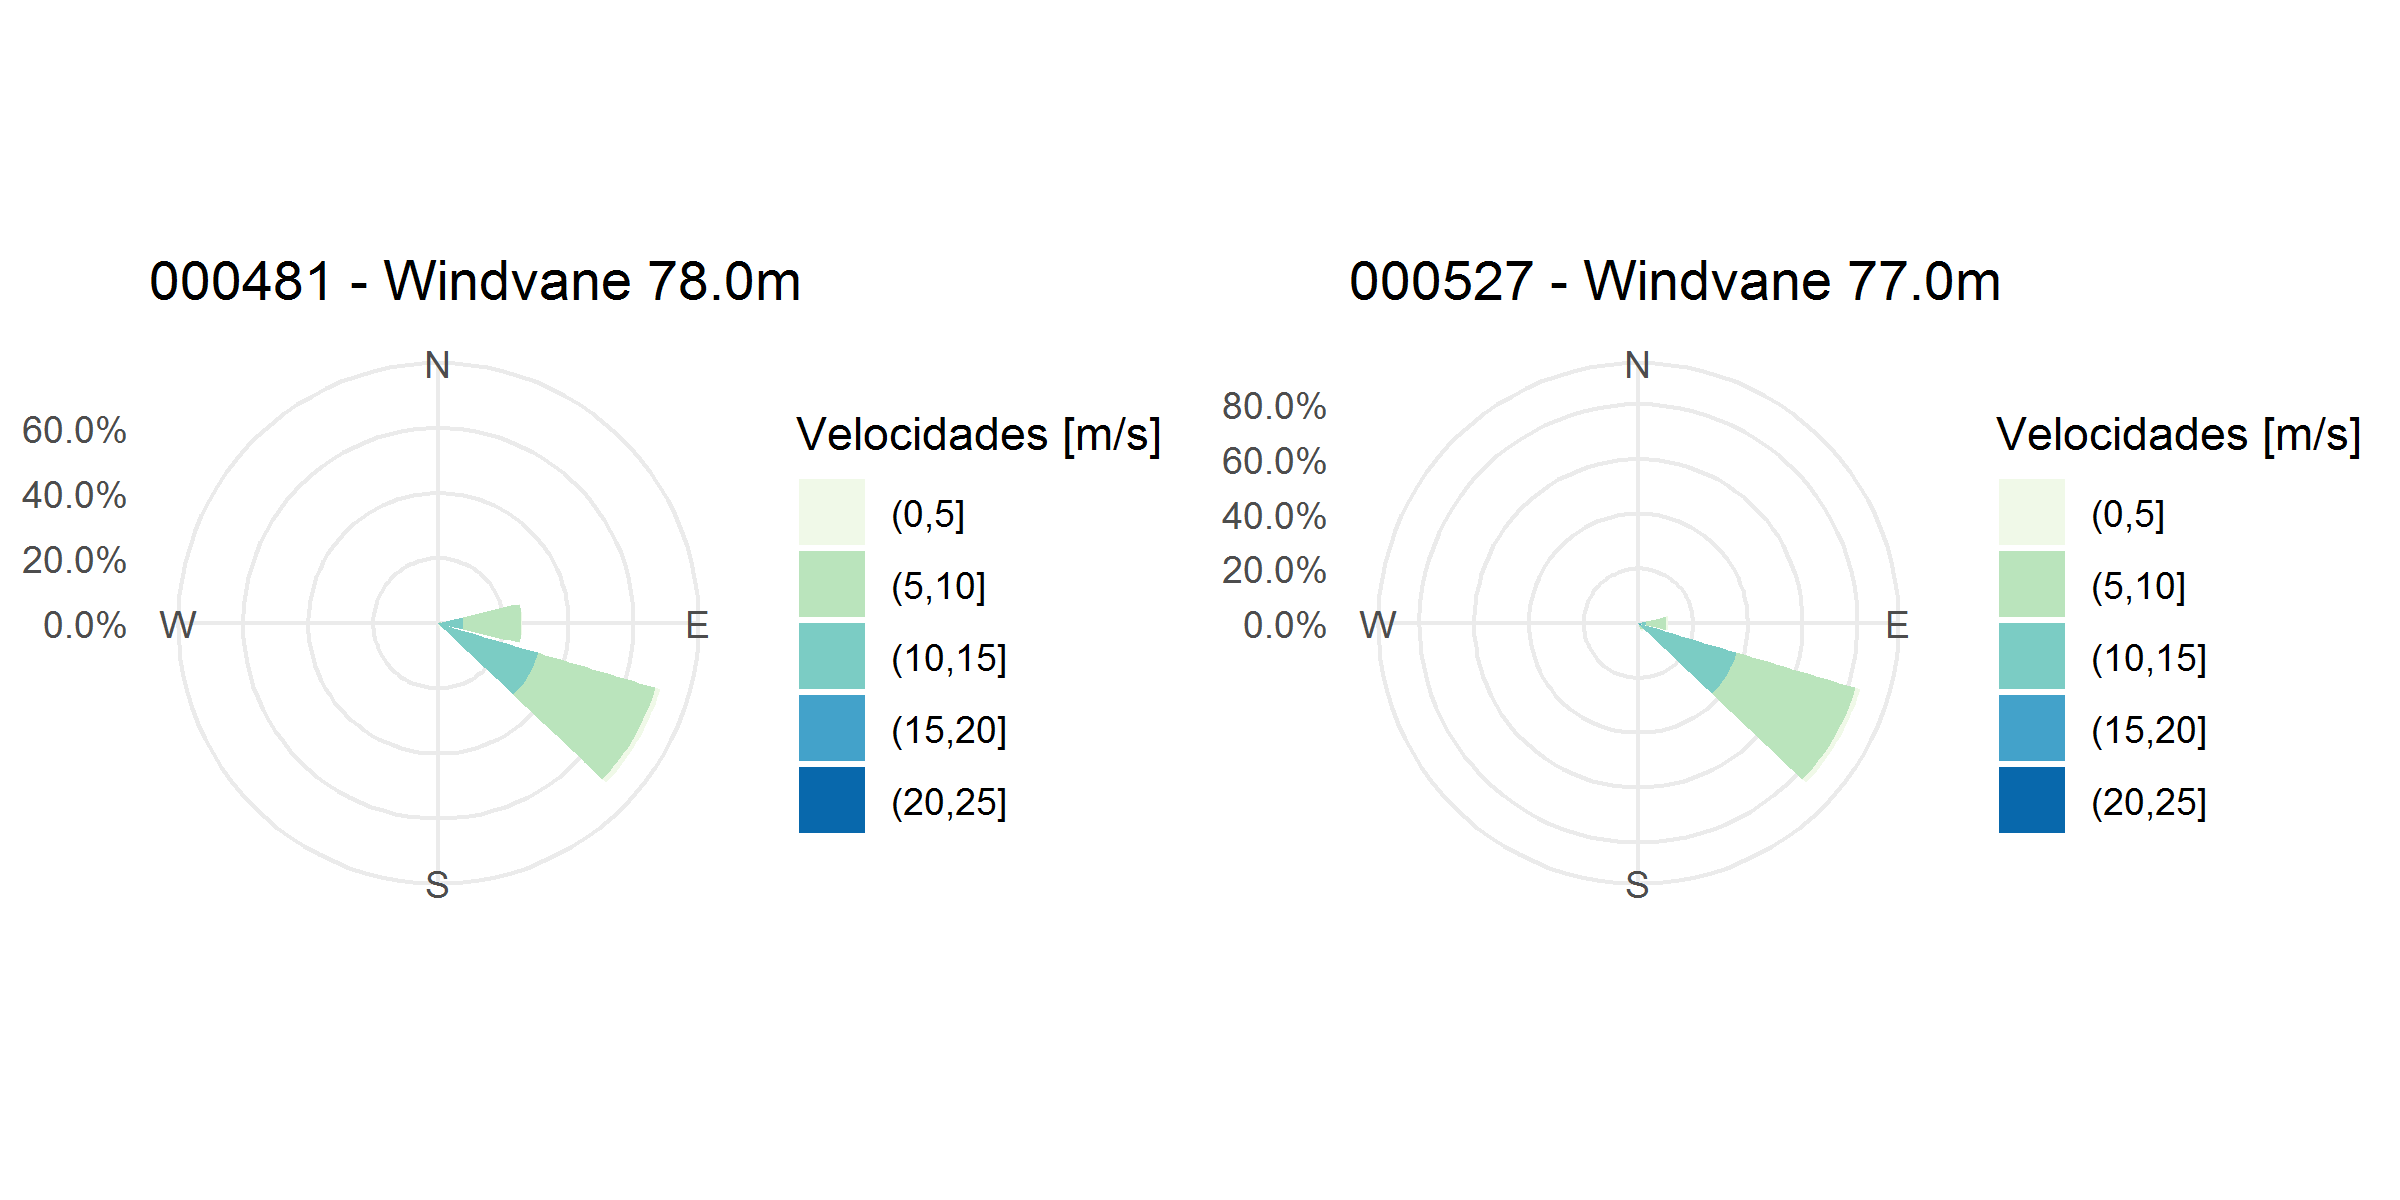 000481 - Windvane 78.0m
N
60.0%
40.0%
20.0%
0.0%
W
E
S
Velocidades [m/s]
(0,5]
(5,10]
(10,15]
(15,20]
(20,25]
000527 - Windvane 77.0m
N
80.0%
60.0%
40.0%
20.0%
0.0%
W
E
S
Velocidades [m/s]
(0,5]
(5,10]
(10,15]
(15,20]
(20,25]